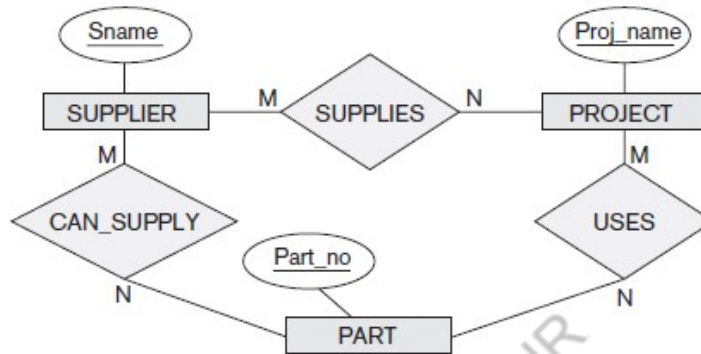 Sname
Proj_name
M
N
SUPPLIER
SUPPLIES
PROJECT
M
M
CAN_SUPPLY
USES
Part_no
N
N
PART